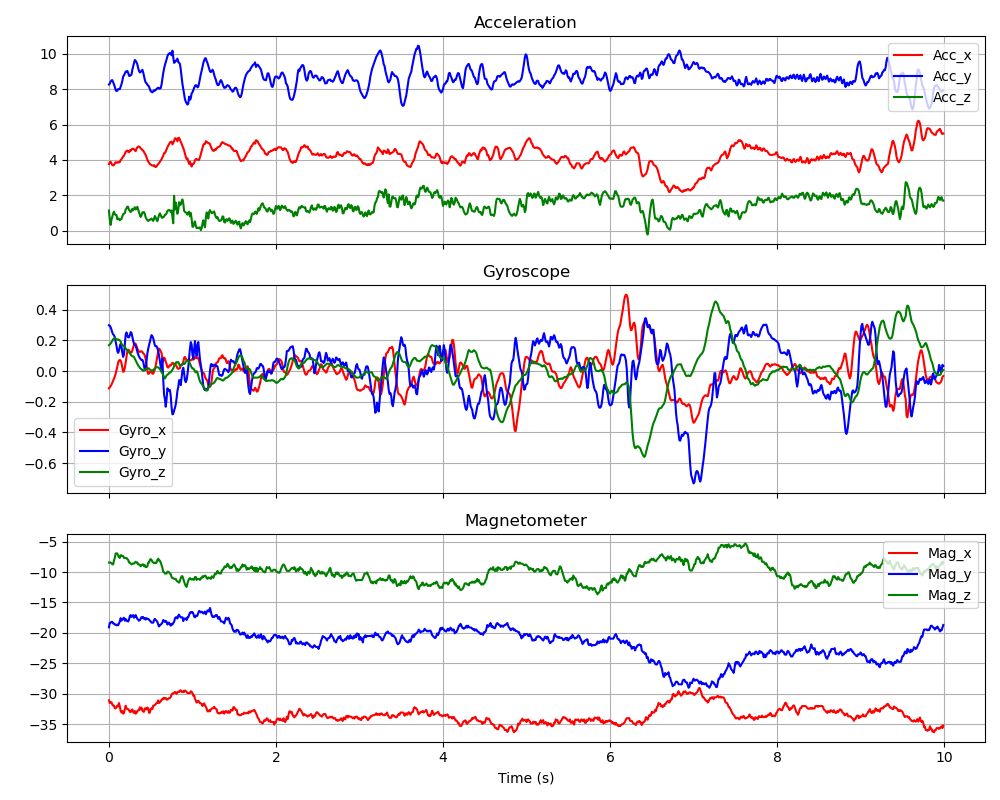 Acceleration
10
8
6
4
2
0
Acc_x
Acc_y
Acc_z
Gyroscope
0.4
0.2
0.0
−0.2
−0.4
−0.6
Gyro_x
Gyro_y
Gyro_z
Magnetometer
−5
−10
−15
−20
−25
−30
−35
Mag_x
Mag_y
Mag_z
0 2 4 6 8 10
Time (s)